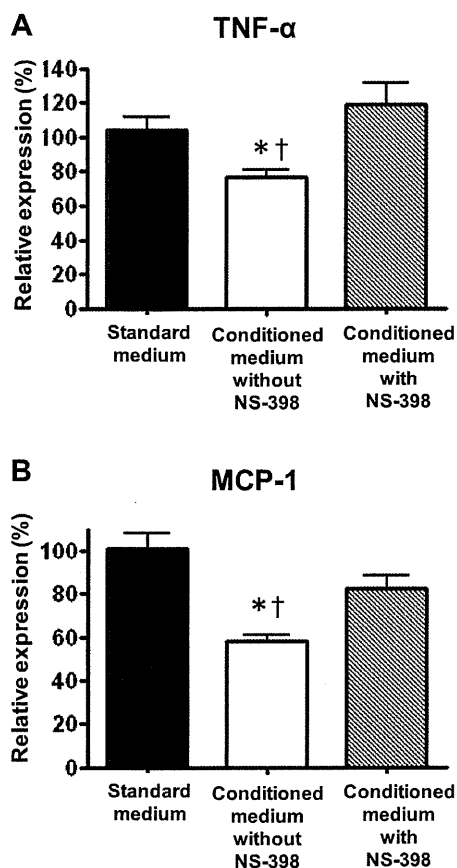 A
TNF-α
Relative expression (%)
140
120
100
80
60
40
20
0
*†
Standard
medium
Conditioned
medium
without
NS-398
Conditioned
medium
with
NS-398
B
MCP-1
Relative expression (%)
100
80
60
40
20
0
*†
Standard
medium
Conditioned
medium
without
NS-398
Conditioned
medium
with
NS-398